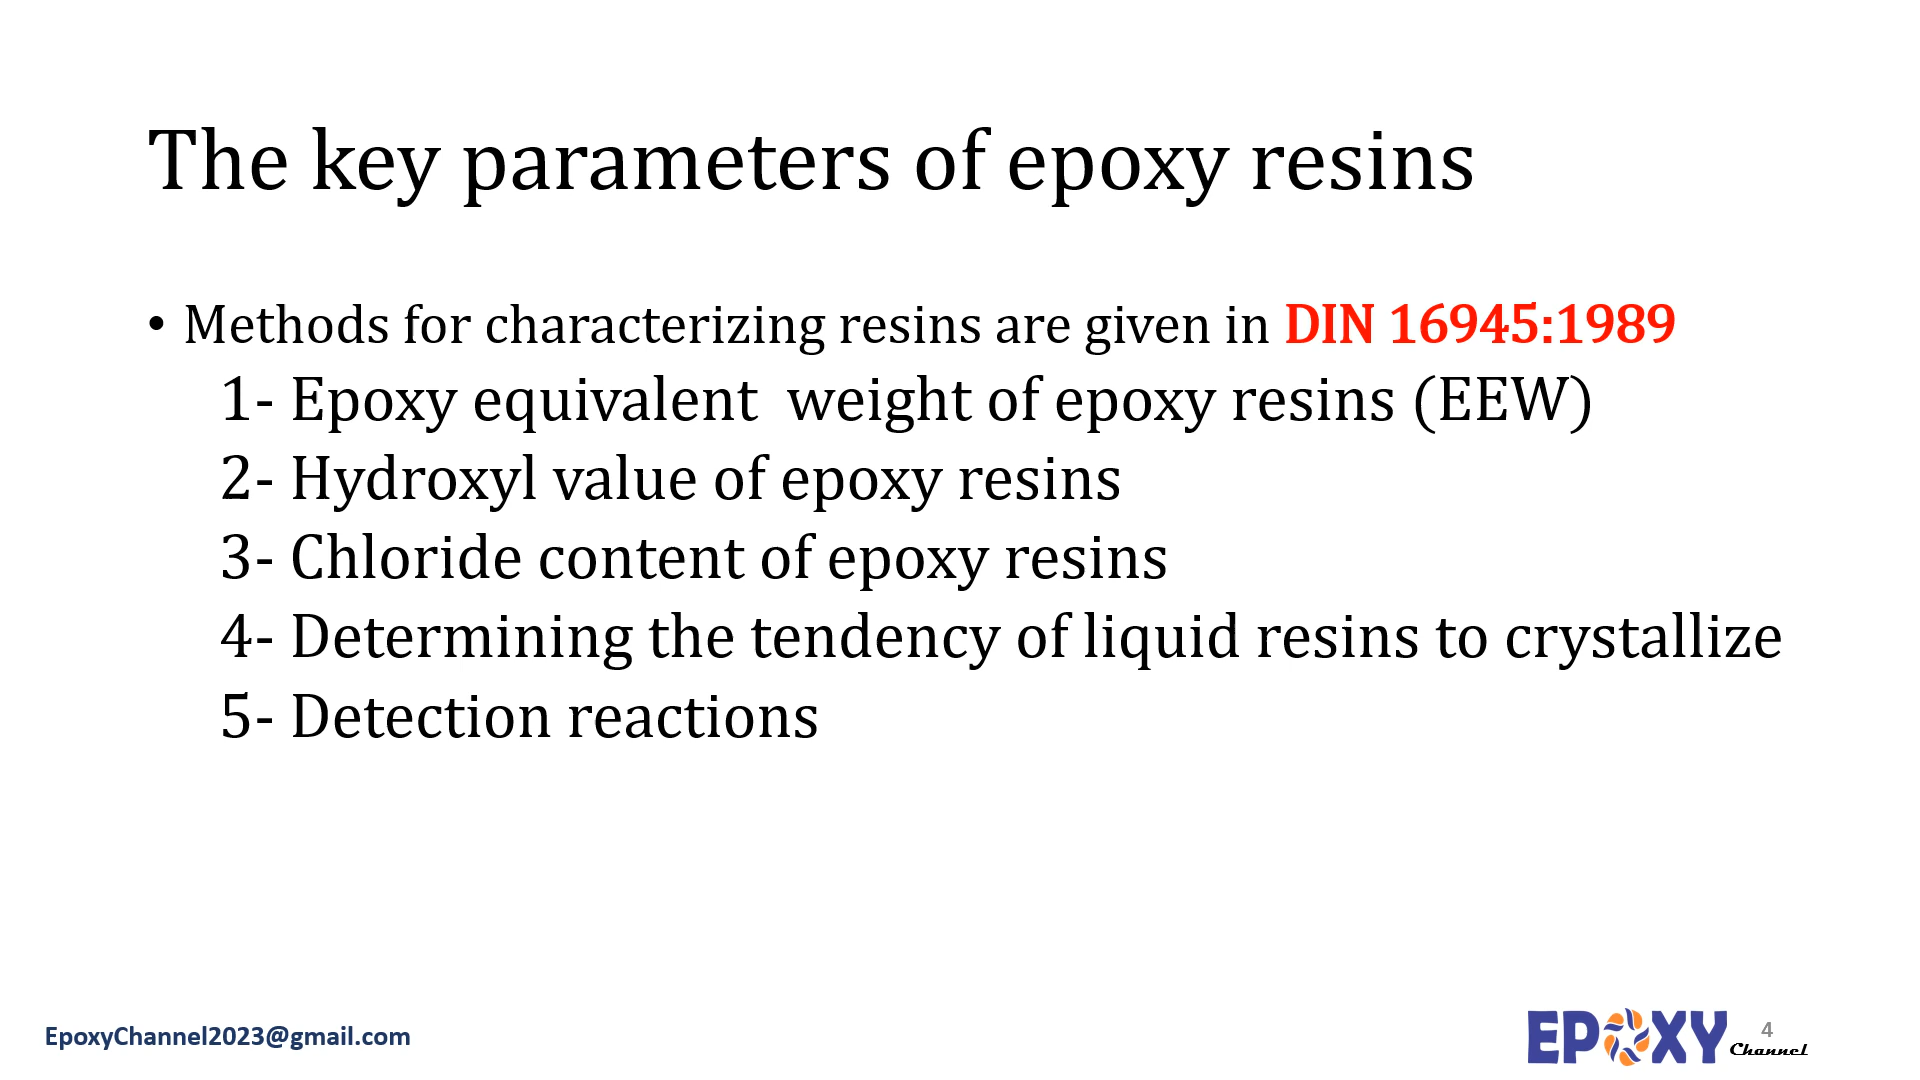 The key parameters of epoxy resins
• Methods for characterizing resins are given in DIN 16945:1989
1- Epoxy equivalent  weight of epoxy resins (EEW)
2- Hydroxyl value of epoxy resins
3- Chloride content of epoxy resins
4- Determining the tendency of liquid resins to crystallize
5- Detection reactions
EpoxyChannel2023@gmail.com
EPOXY Channel
4